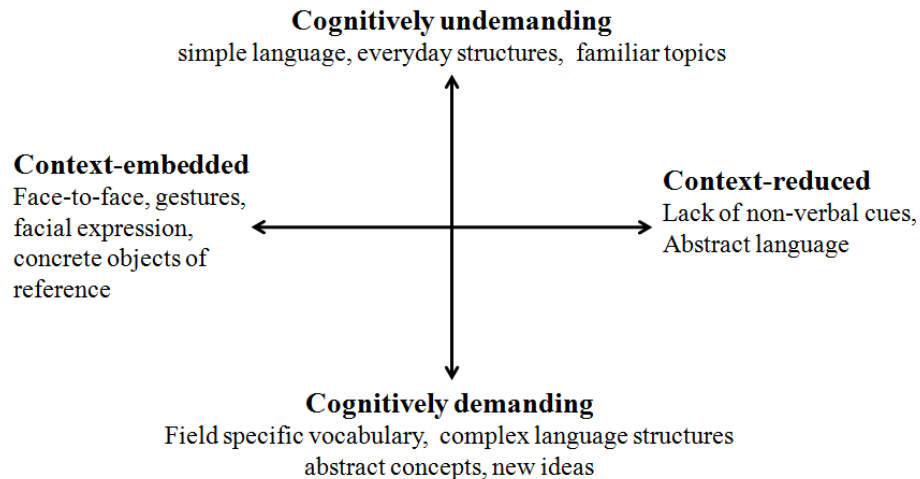 Cognitively undemanding
simple language, everyday structures, familiar topics
Context-embedded
Face-to-face, gestures,
facial expression,
concrete objects of
reference
Context-reduced
Lack of non-verbal cues,
Abstract language
Cognitively demanding
Field specific vocabulary, complex language structures
abstract concepts, new ideas